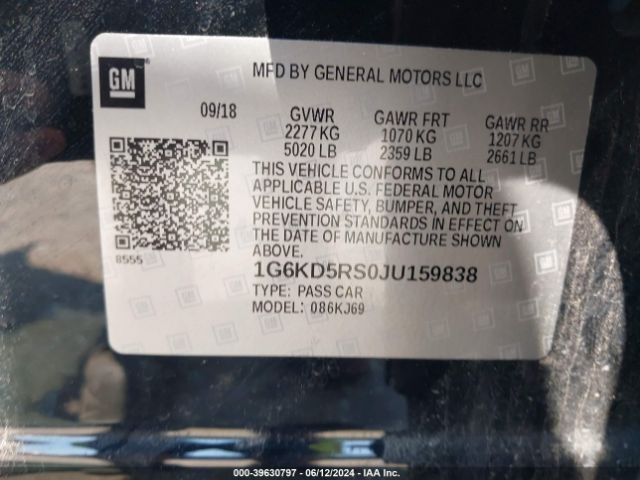 GM
MFD BY GENERAL MOTORS LLC
09/18 GVWR GAWR FRT GAWR RR
2277 KG 1070 KG 1207 KG
5020 LB 2359 LB 2661 LB
THIS VEHICLE CONFORMS TO ALL
APPLICABLE U.S. FEDERAL MOTOR
VEHICLE SAFETY, BUMPER, AND THEFT
PREVENTION STANDARDS IN EFFECT ON
THE DATE OF MANUFACTURE SHOWN
ABOVE.
8555
1G6KD5RS0JU159838
TYPE: PASS CAR
MODEL: 086KJ69
000-39630797 - 06/12/2024 - IAA Inc.